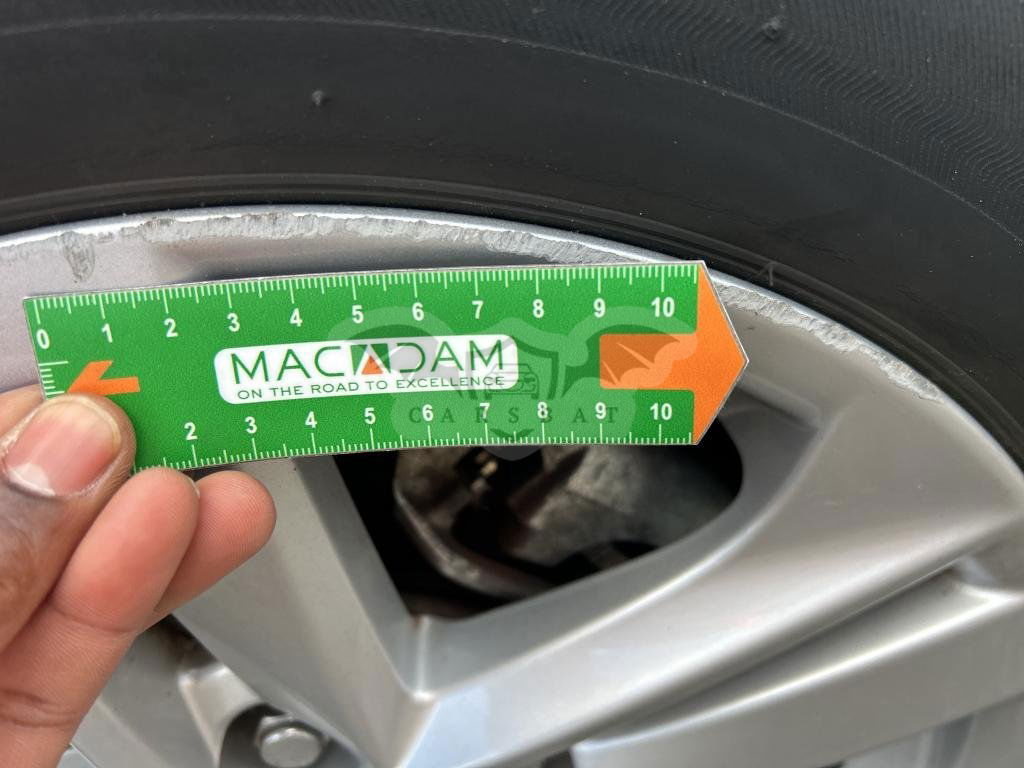 0 1 2 3 4 5 6 7 8 9 10
MACADAM
ON THE ROAD TO EXCELLENCE
CARSBAT
2 3 4 5 6 7 8 9 10